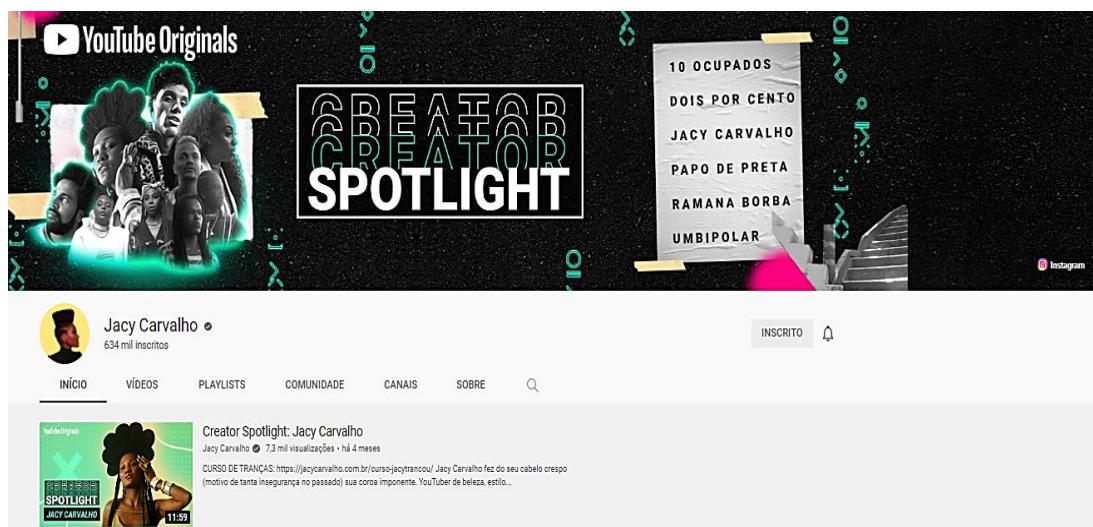 YouTube Originals
CREATOR
CREATOR
SPOTLIGHT
10 OCUPADOS
DOIS POR CENTO
JACY CARVALHO
PAPO DE PRETA
RAMANA BORBA
UMBIPOLAR
Instagram
Jacy Carvalho
634 mil inscritos
INSCRITO
INÍCIO VÍDEOS PLAYLISTS COMUNIDADE CANAIS SOBRE
YouTube Originals
CREATOR
SPOTLIGHT
JACY CARVALHO
11:59
Creator Spotlight: Jacy Carvalho
Jacy Carvalho 7,3 mil visualizações • há 4 meses
CURSO DE TRANÇAS: https://jacycarvalho.com.br/curso-jacytrancou/ Jacy Carvalho fez do seu cabelo crespo
(motivo de tanta insegurança no passado) sua coroa imponente. YouTuber de beleza, estilo...